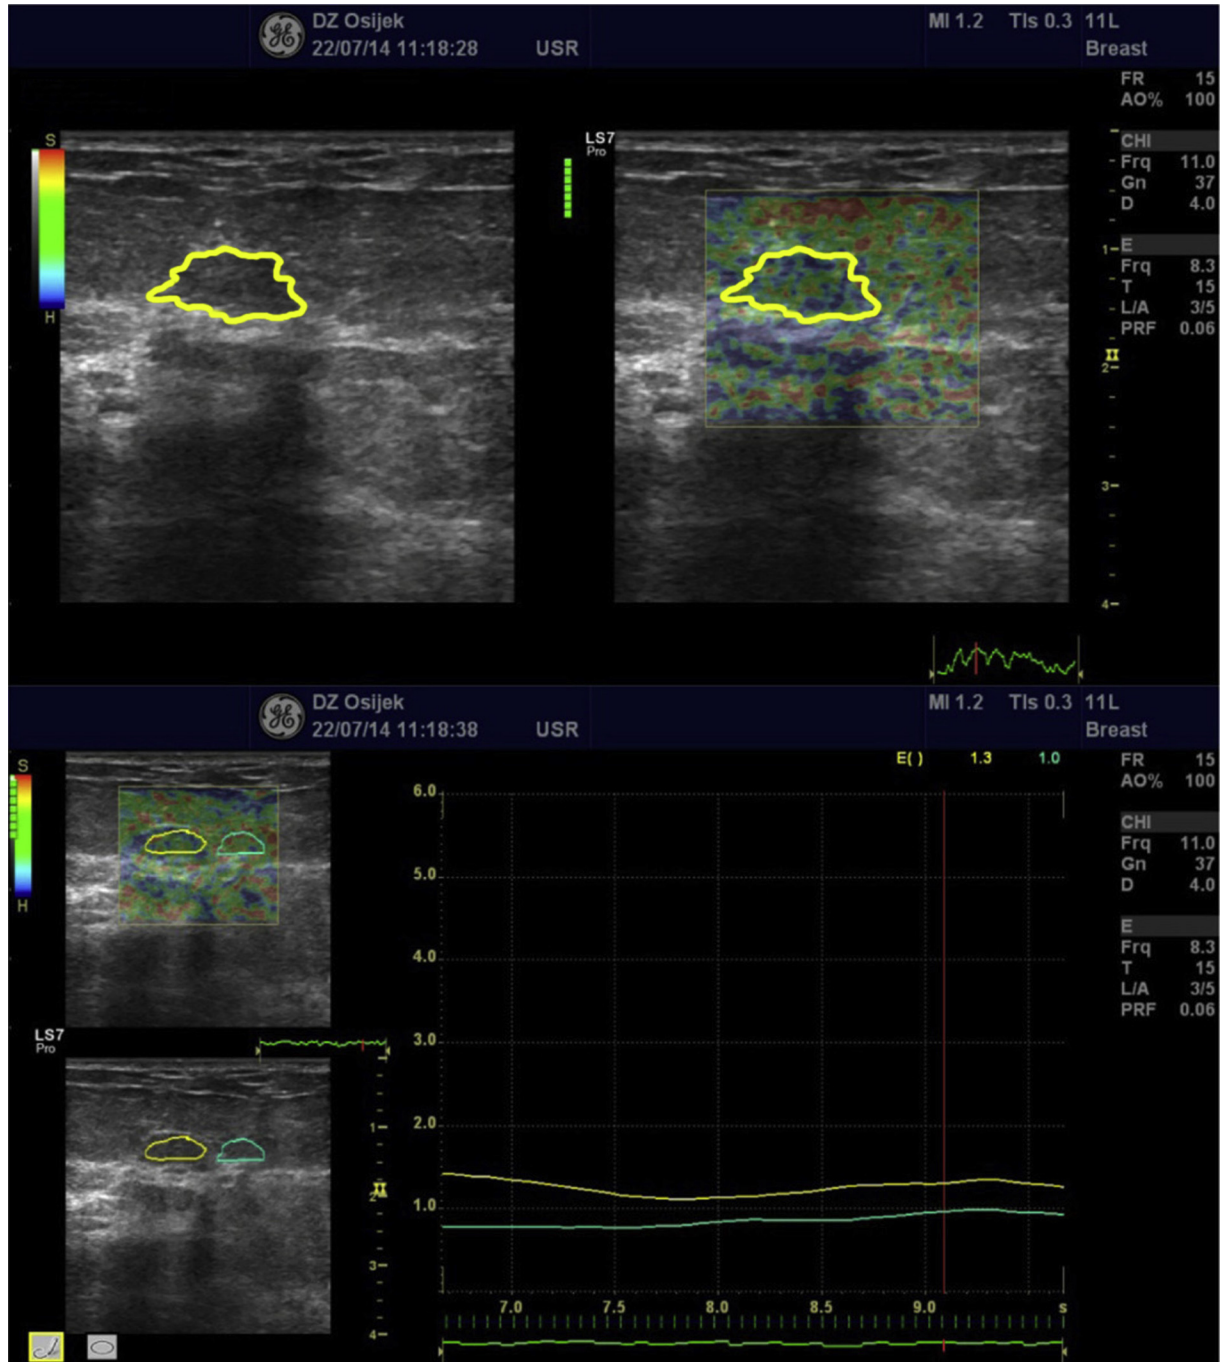 DZ Osijek MI 1.2 TIs 0.3 11L
22/07/14 11:18:28 USR Breast
FR 15
AO% 100
S
LS7
Pro
CHI
Frq 11.0
Gn 37
D 4.0
1
E
Frq 8.3
T 15
L/A 3/5
PRF 0.06
H
2
3
4
DZ Osijek MI 1.2 TIs 0.3 11L
22/07/14 11:18:38 USR Breast
E( ) 1.3 1.0
FR 15
AO% 100
S
H
LS7
Pro
1
2
3
4
6.0
5.0
4.0
3.0
2.0
1.0
7.0 7.5 8.0 8.5 9.0 s
CHI
Frq 11.0
Gn 37
D 4.0
E
Frq 8.3
T 15
L/A 3/5
PRF 0.06